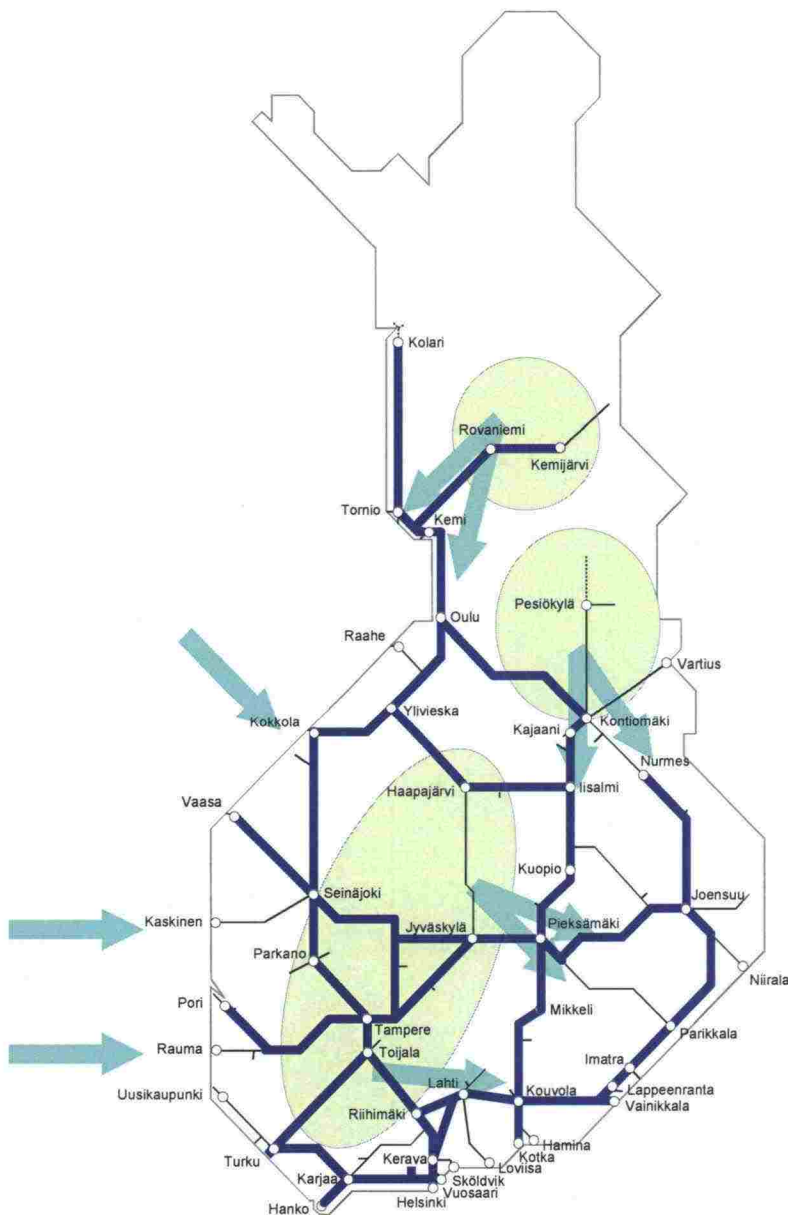 Kolari
Rovaniemi
Kemijärvi
Tornio
Kemi
Pesiökylä
Oulu
Raahe
Vartius
Ylivieska
Kontiomäki
Kokkola
Kajaani
Nurmes
Haapajärvi
Iisalmi
Vaasa
Kuopio
Seinäjoki
Joensuu
Kaskinen
Jyväskylä
Pieksämäki
Parkano
Niirala
Pori
Mikkeli
Tampere
Parikkala
Rauma
Toijala
Imatra
Uusikaupunki
Lahti
Kouvola
Lappeenranta
Vainikkala
Riihimäki
Hamina
Turku
Kerava
Kotka
Loviisa
Karjaa
Sköldvik
Vuosaari
Helsinki
Hanko